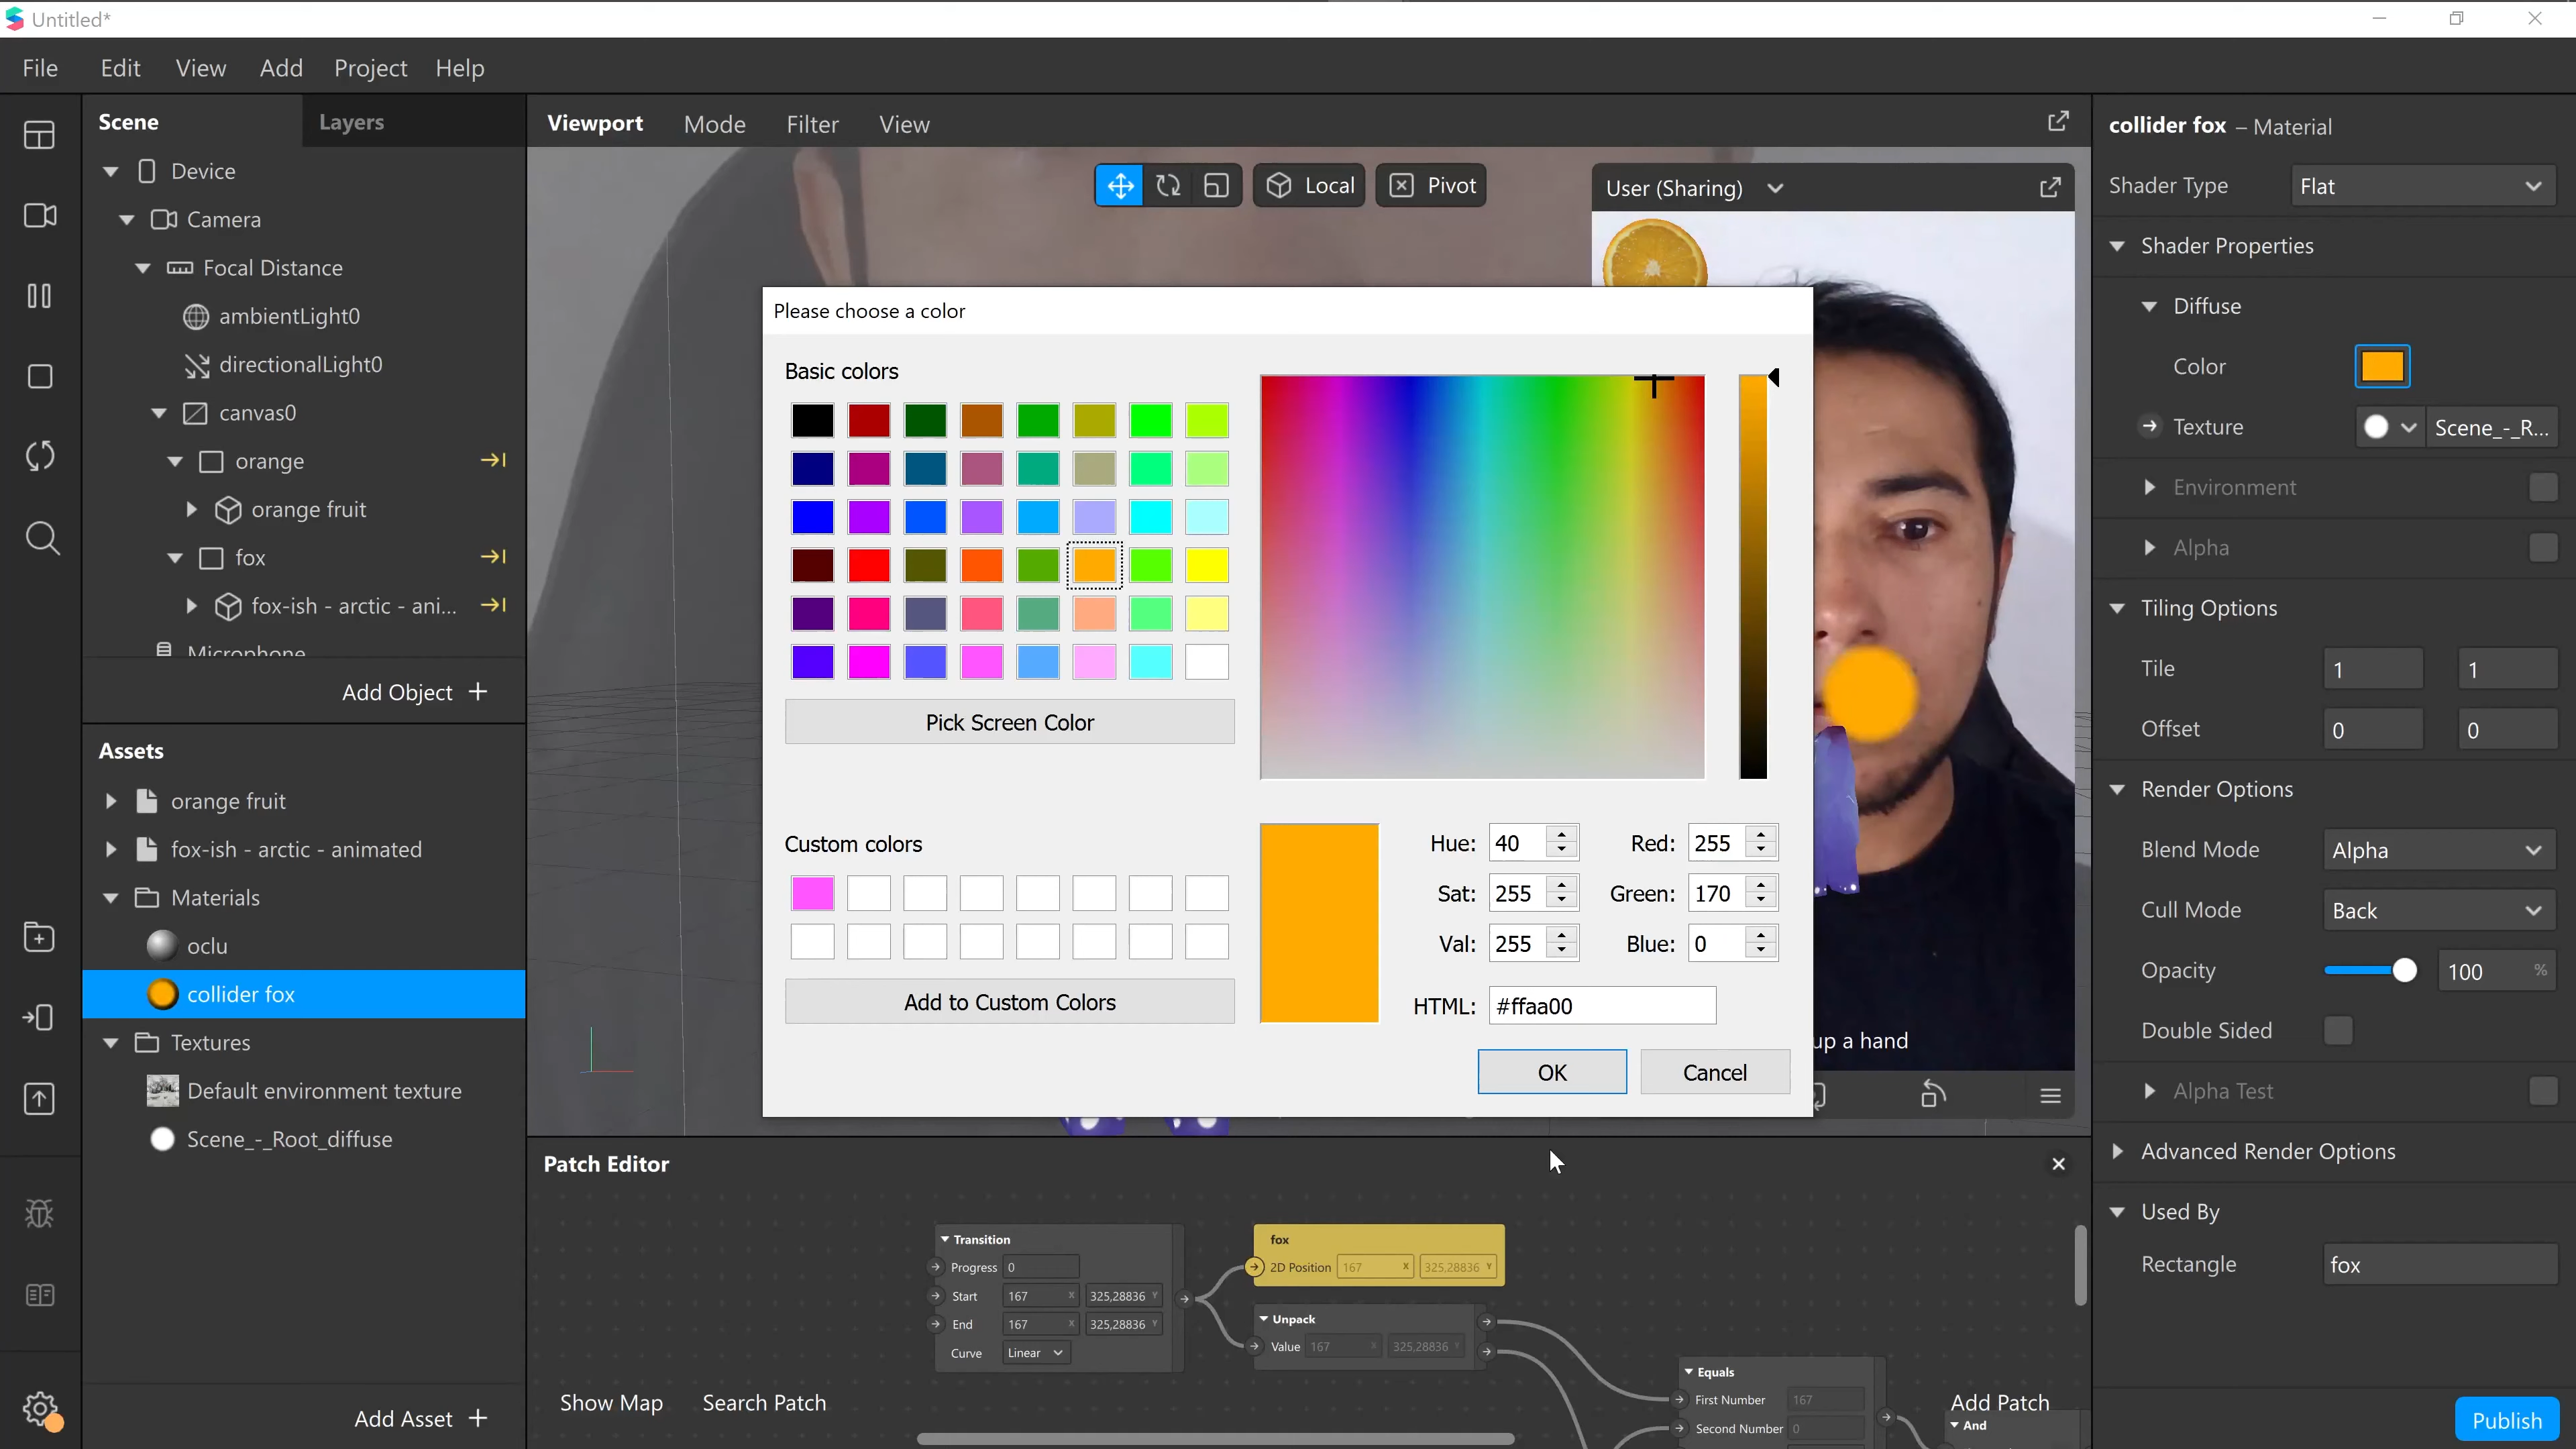 Untitled*
File Edit View Add Project Help
Scene Layers
Device
Camera
Focal Distance
ambientLight0
directionalLight0
canvas0
orange
orange fruit
fox
fox-ish - arctic - ani...
Microphone
Add Object +
Assets
orange fruit
fox-ish - arctic - animated
Materials
oclu
collider fox
Textures
Default environment texture
Scene_-_Root_diffuse
Add Asset +
Viewport Mode Filter View
Local Pivot
User (Sharing)
up a hand
Please choose a color
Basic colors
Pick Screen Color
Custom colors
Add to Custom Colors
Hue: 40 Red: 255
Sat: 255 Green: 170
Val: 255 Blue: 0
HTML: #ffaa00
OK Cancel
Patch Editor
Transition
Progress 0
Start 167 X 325,28836 Y
End 167 X 325,28836 Y
Curve Linear
fox
2D Position 167 X 325,28836 Y
Unpack
Value 167 X 325,28836 Y
Equals
First Number 167
Second Number 0
And
Show Map Search Patch Add Patch
collider fox – Material
Shader Type Flat
Shader Properties
Diffuse
Color
Texture Scene_-_R...
Environment
Alpha
Tiling Options
Tile 1 1
Offset 0 0
Render Options
Blend Mode Alpha
Cull Mode Back
Opacity 100 %
Double Sided
Alpha Test
Advanced Render Options
Used By
Rectangle fox
Publish